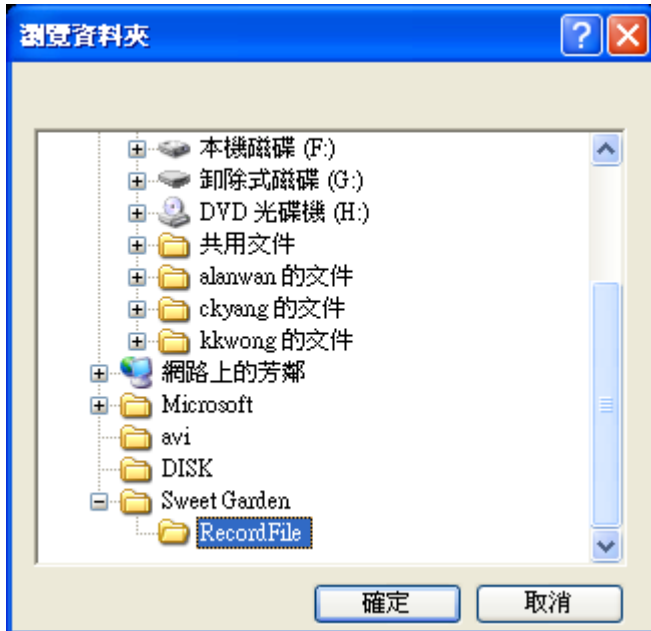 瀏覽資料夾
本機磁碟 (F:)
卸除式磁碟 (G:)
DVD 光碟機 (H:)
共用文件
alanwan 的文件
ckyang 的文件
kkwong 的文件
網路上的芳鄰
Microsoft
avi
DISK
Sweet Garden
RecordFile
確定 取消